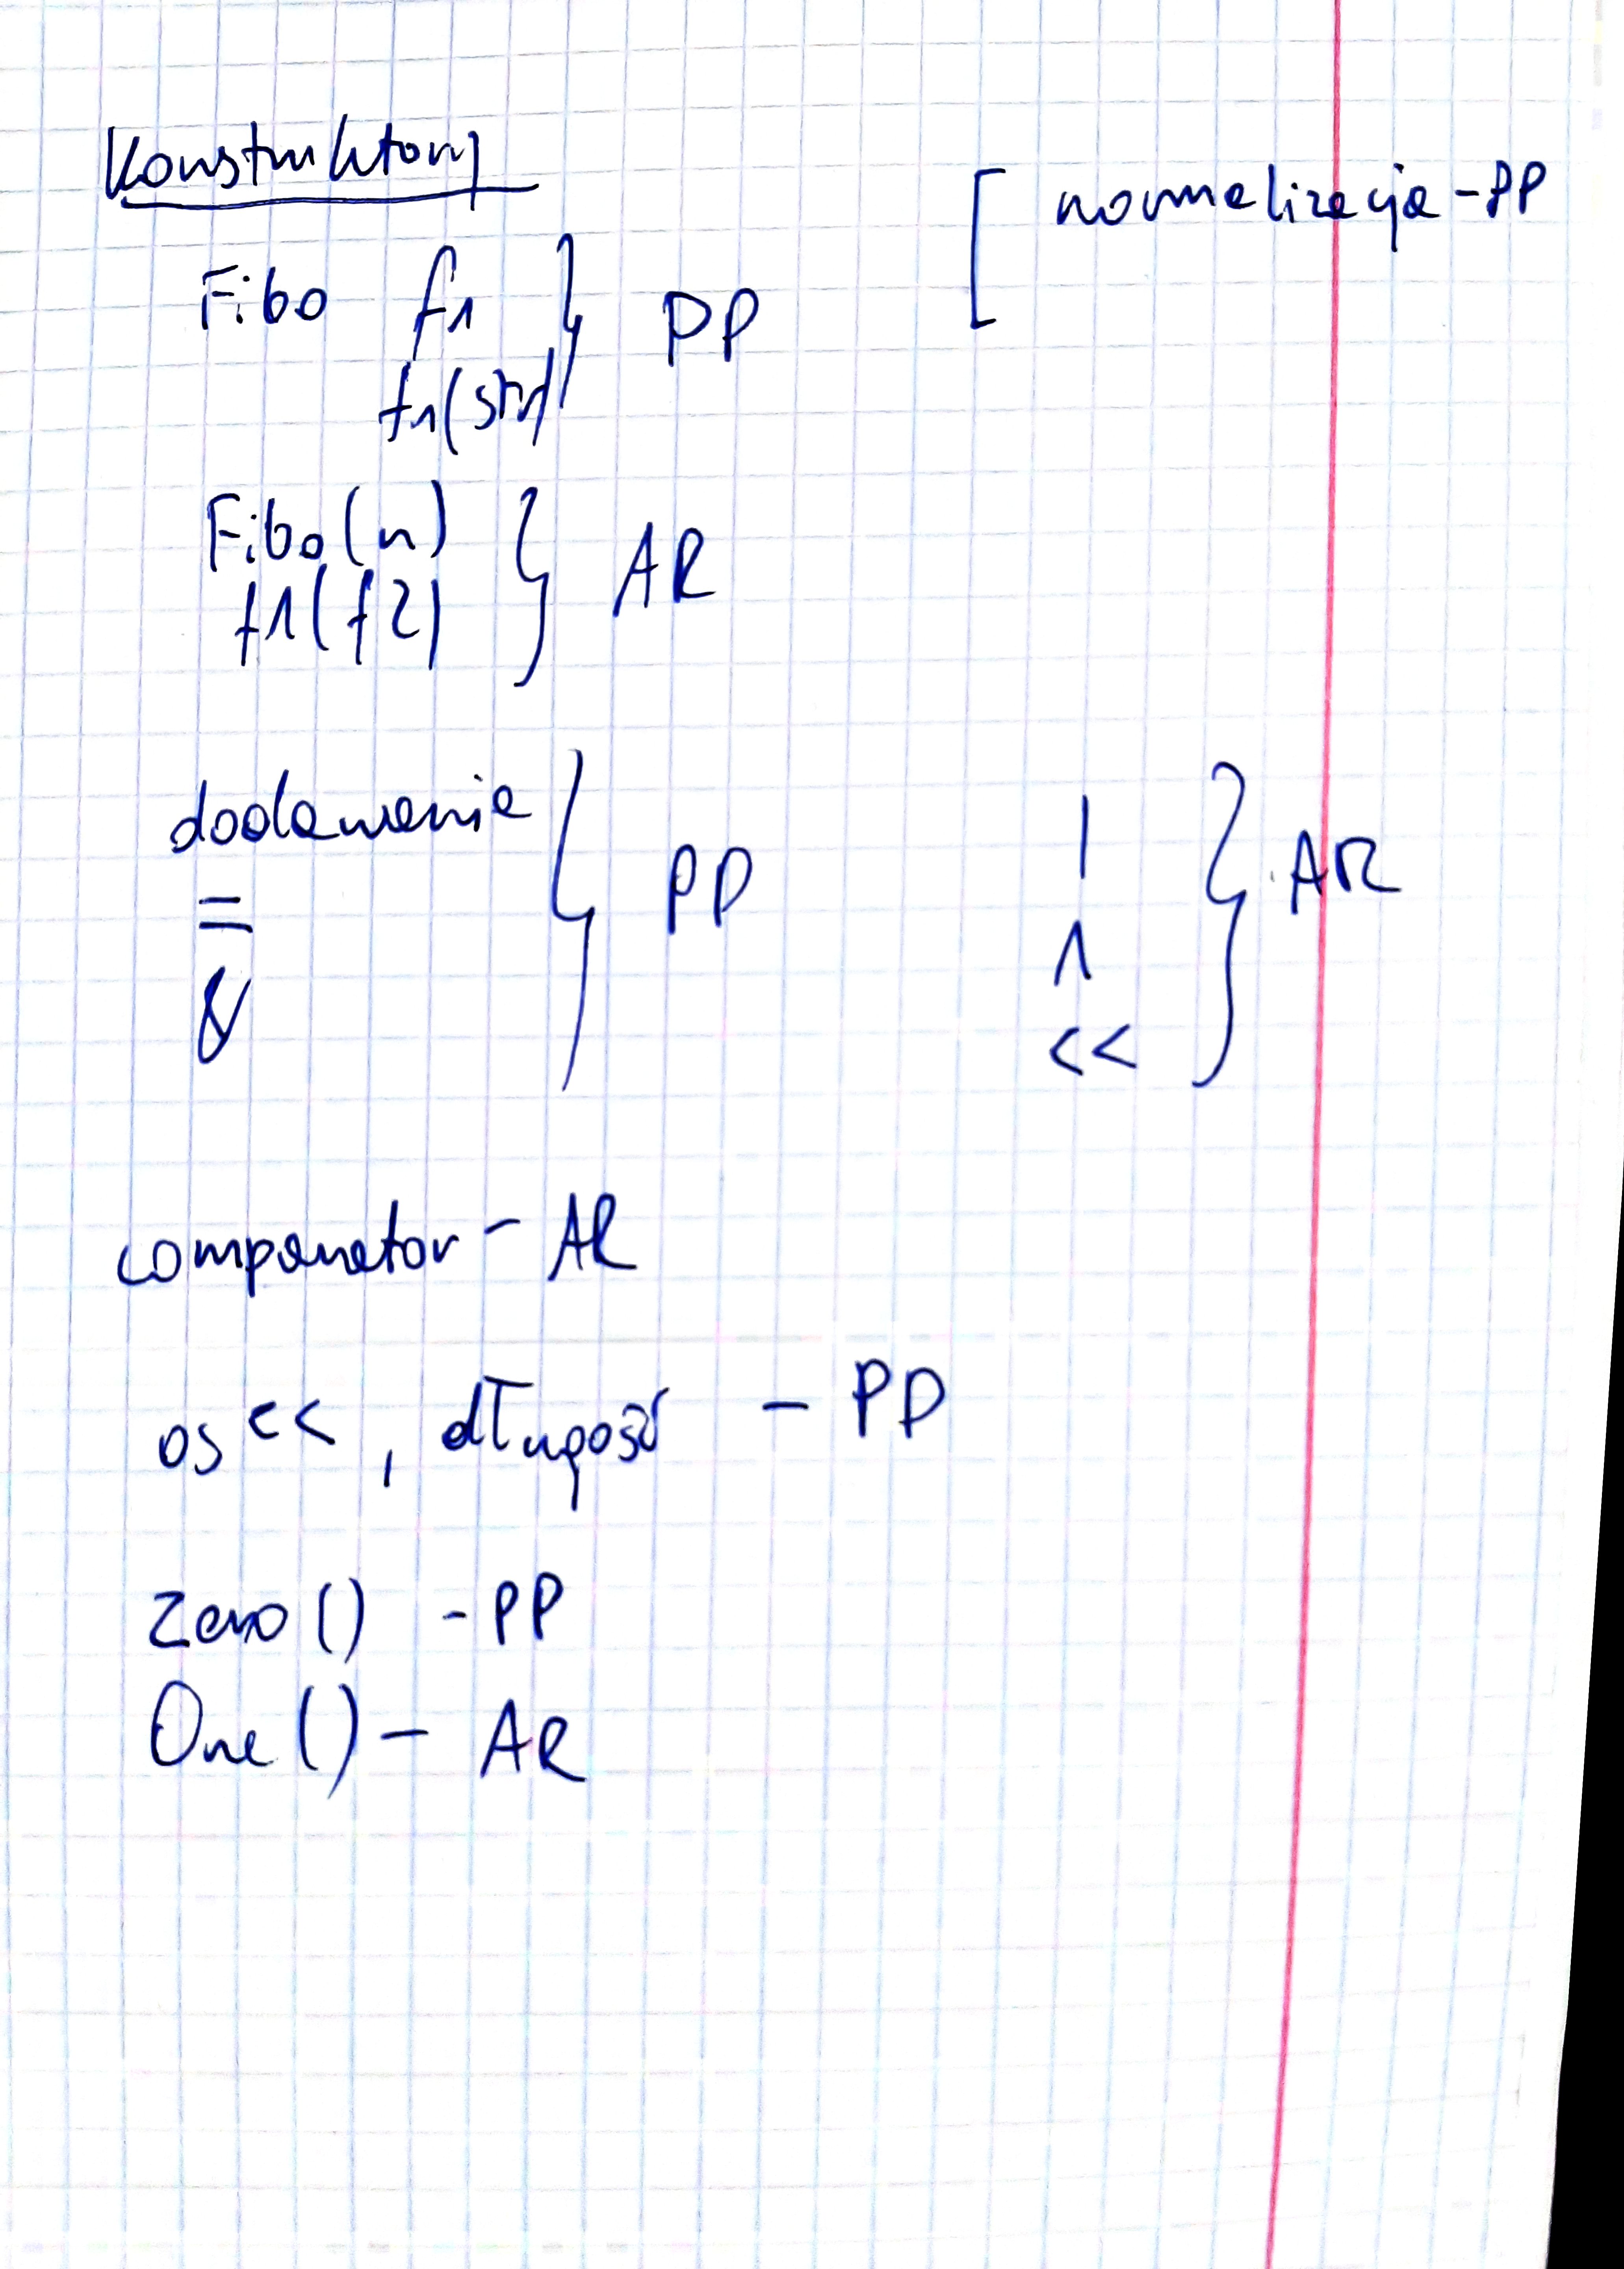 Konstruktory
[ normalizacja - PP
Fibo f1 } PP
f1(str)
Fibo(n) } AR
f1(f2)
dodawanie } PP
=
&
| } AR
^
<<
comparator - AR
os <<, długość - PP
Zero() - PP
One() - AR